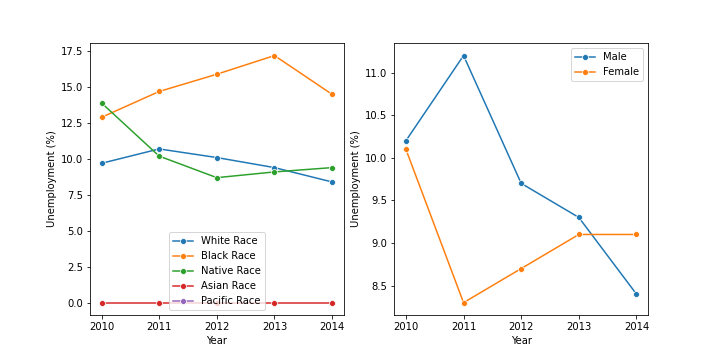 17.5
15.0
12.5
10.0
7.5
5.0
2.5
0.0
Unemployment (%)
White Race
Black Race
Native Race
Asian Race
Pacific Race
2010 2011 2012 2013 2014
Year
11.0
10.5
10.0
9.5
9.0
8.5
Unemployment (%)
Male
Female
2010 2011 2012 2013 2014
Year